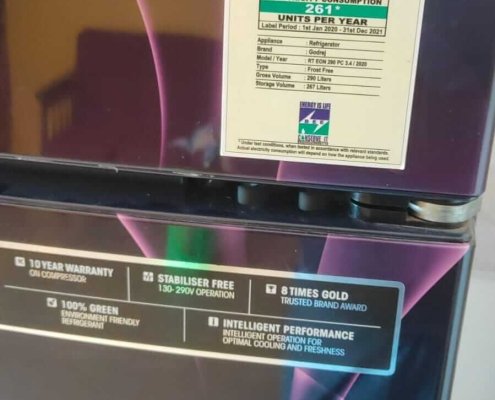 CONSUMPTION
261*
UNITS PER YEAR
Label Period : 1st Jan 2020 - 31st Dec 2021
Appliance : Refrigerator
Brand : Godrej
Model / Year : RT EON 290 PC 3.4 / 2020
Type : Frost Free
Gross Volume : 290 Liters
Storage Volume : 267 Liters
ENERGY IS LIFE
BEE
CONSERVE IT
* Under test conditions, when tested in accordance with relevant standards.
Actual electricity consumption will depend on how the appliance being used.
10 YEAR WARRANTY
ON COMPRESSOR
STABILISER FREE
130- 290V OPERATION
8 TIMES GOLD
TRUSTED BRAND AWARD
100% GREEN
ENVIRONMENT FRIENDLY
REFRIGERANT
INTELLIGENT PERFORMANCE
INTELLIGENT OPERATION FOR
OPTIMAL COOLING AND FRESHNESS